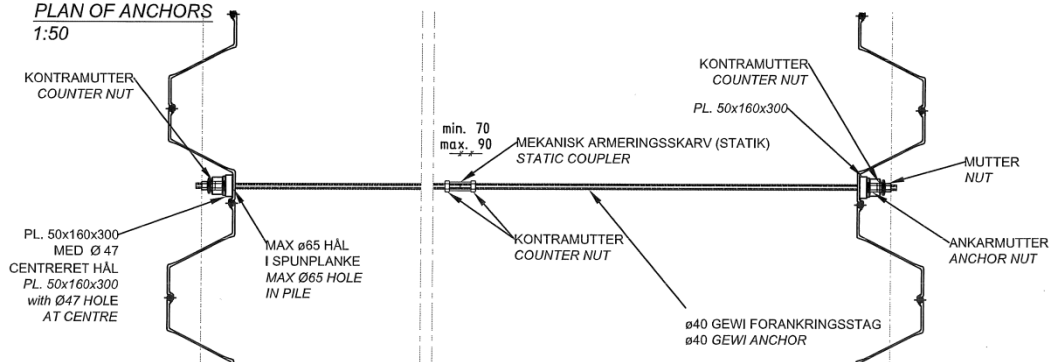 PLAN OF ANCHORS
1:50
KONTRAMUTTER
COUNTER NUT
PL. 50x160x300
MED Ø 47
CENTRERET HÅL
PL. 50x160x300
with Ø47 HOLE
AT CENTRE
MAX ø65 HÅL
I SPUNPLANKE
MAX Ø65 HOLE
IN PILE
min. 70
max. 90
MEKANISK ARMERINGSSKARV (STATIK)
STATIC COUPLER
KONTRAMUTTER
COUNTER NUT
KONTRAMUTTER
COUNTER NUT
PL. 50x160x300
MUTTER
NUT
ANKARMUTTER
ANCHOR NUT
ø40 GEWI FORANKRINGSSTAG
ø40 GEWI ANCHOR